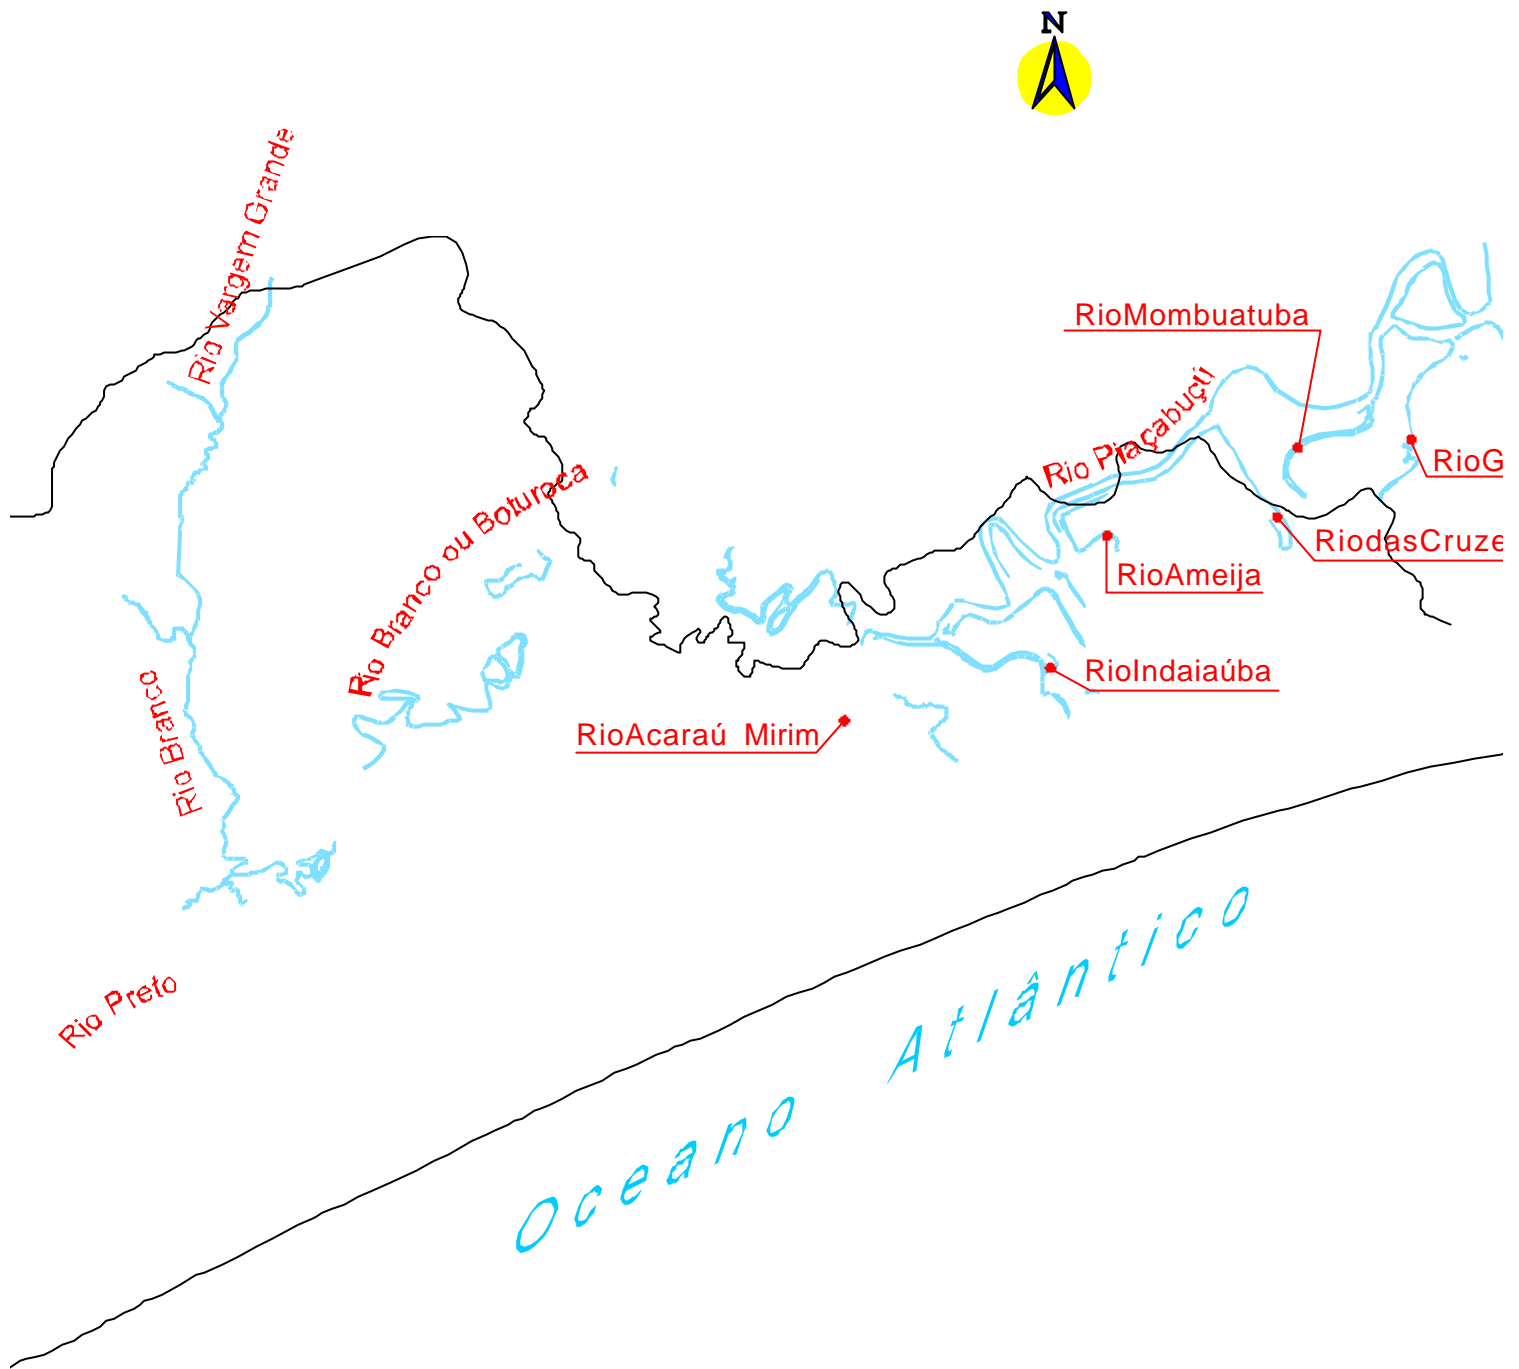 N
Rio Vargem Grande
RioMombuatuba
Rio Piaçabuçú
RioG
Rio Branco ou Boturoca
RiodasCruze
RioAmeija
RioIndaiaúba
Rio Branco
RioAcaraú Mirim
Rio Preto
Oceano Atlântico